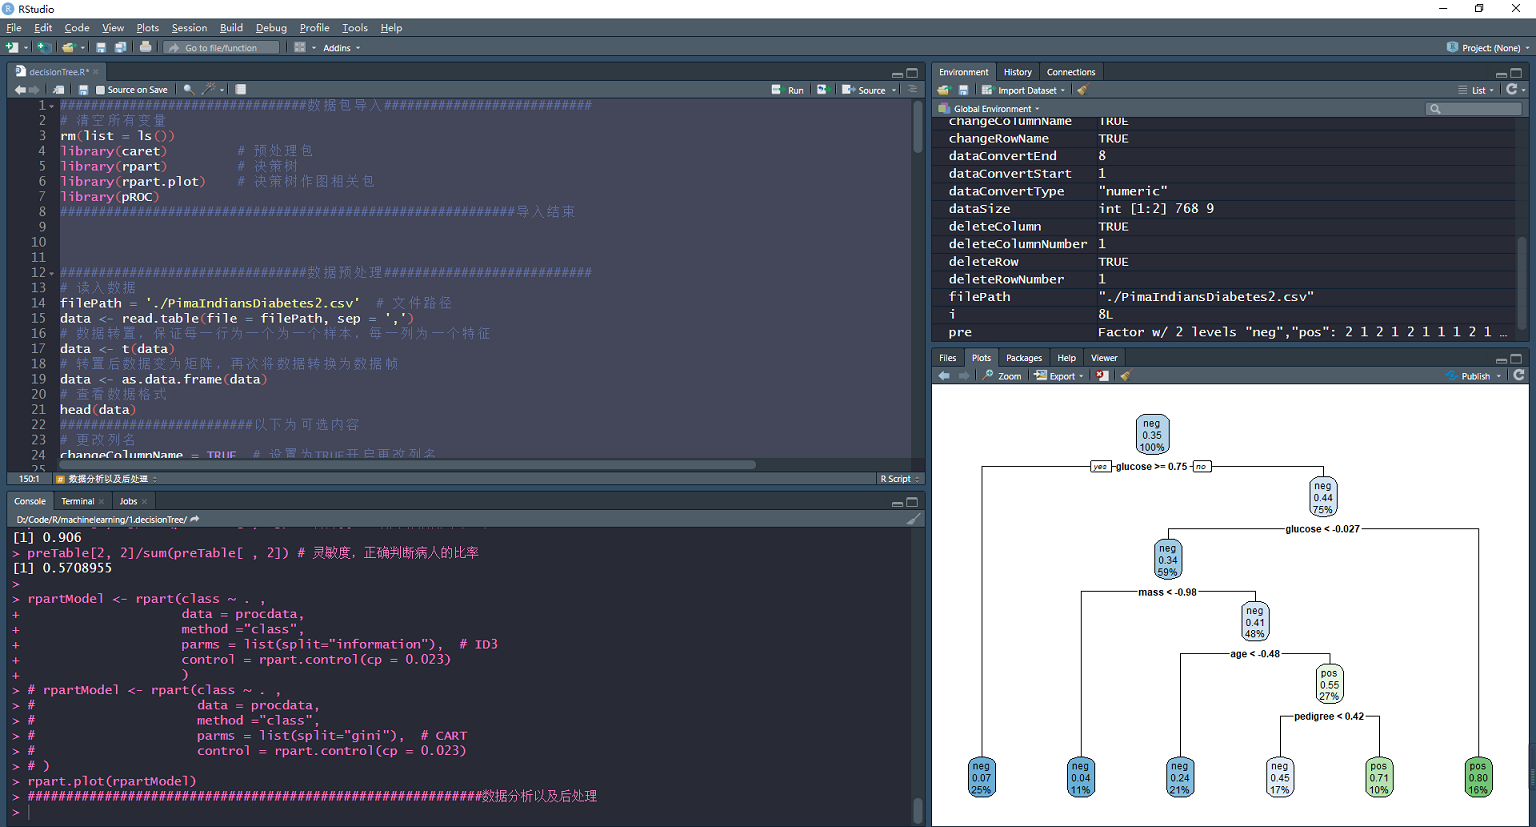 RStudio
File Edit Code View Plots Session Build Debug Profile Tools Help
Go to file/function Addins Project: (None)
decisionTree.R*
Source on Save Run Source
1 ################################数据包导入###########################
2 # 清空所有变量
3 rm(list = ls())
4 library(caret) # 预处理包
5 library(rpart) # 决策树
6 library(rpart.plot) # 决策树作图相关包
7 library(pROC)
8 ###########################################################导入结束
9
10
11
12 ################################数据预处理###########################
13 # 读入数据
14 filePath = './PimaIndiansDiabetes2.csv' # 文件路径
15 data <- read.table(file = filePath, sep = ',')
16 # 数据转置，保证每一行为一个为一个样本，每一列为一个特征
17 data <- t(data)
18 # 转置后数据变为矩阵，再次将数据转换为数据帧
19 data <- as.data.frame(data)
20 # 查看数据格式
21 head(data)
22 #########################以下为可选内容
23 # 更改列名
24 changeColumnName = TRUE # 设置为TRUE开启更改列名
25
150:1 # 数据分析以及后处理 R Script
Console Terminal Jobs
D:/Code/R/machinelearning/1.decisionTree/
[1] 0.906
> preTable[2, 2]/sum(preTable[ , 2]) # 灵敏度，正确判断病人的比率
[1] 0.5708955
>
> rpartModel <- rpart(class ~ . ,
+ data = procdata,
+ method ="class",
+ parms = list(split="information"), # ID3
+ control = rpart.control(cp = 0.023)
+ )
> # rpartModel <- rpart(class ~ . ,
> # data = procdata,
> # method ="class",
> # parms = list(split="gini"), # CART
> # control = rpart.control(cp = 0.023)
> # )
> rpart.plot(rpartModel)
> ###########################################################数据分析以及后处理
>
Environment History Connections
Import Dataset List
Global Environment
changeColumnName TRUE
changeRowName TRUE
dataConvertEnd 8
dataConvertStart 1
dataConvertType "numeric"
dataSize int [1:2] 768 9
deleteColumn TRUE
deleteColumnNumber 1
deleteRow TRUE
deleteRowNumber 1
filePath "./PimaIndiansDiabetes2.csv"
i 8L
pre Factor w/ 2 levels "neg","pos": 2 1 2 1 2 1 1 1 2 1 ...
Files Plots Packages Help Viewer
Zoom Export Publish
neg
0.35
100%
yes glucose >= 0.75 no
neg
0.44
75%
glucose < -0.027
neg
0.34
59%
mass < -0.98
neg
0.41
48%
age < -0.48
pos
0.55
27%
pedigree < 0.42
neg neg neg neg pos pos
0.07 0.04 0.24 0.45 0.71 0.80
25% 11% 21% 17% 10% 16%